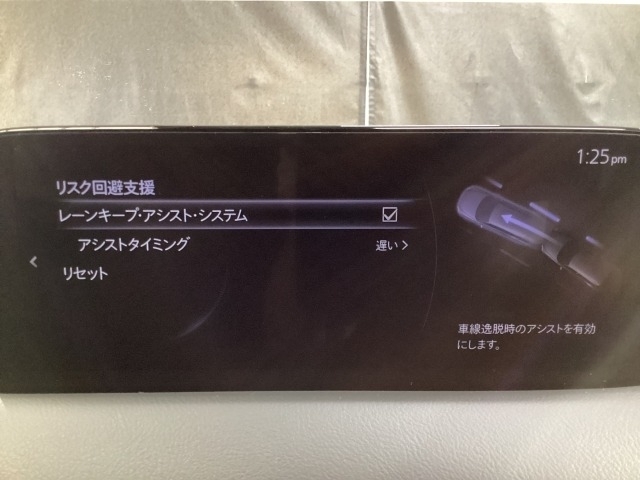 1:25pm
リスク回避支援
レーンキープ・アシスト・システム
アシストタイミング 遅い
リセット
車線逸脱時のアシストを有効
にします。